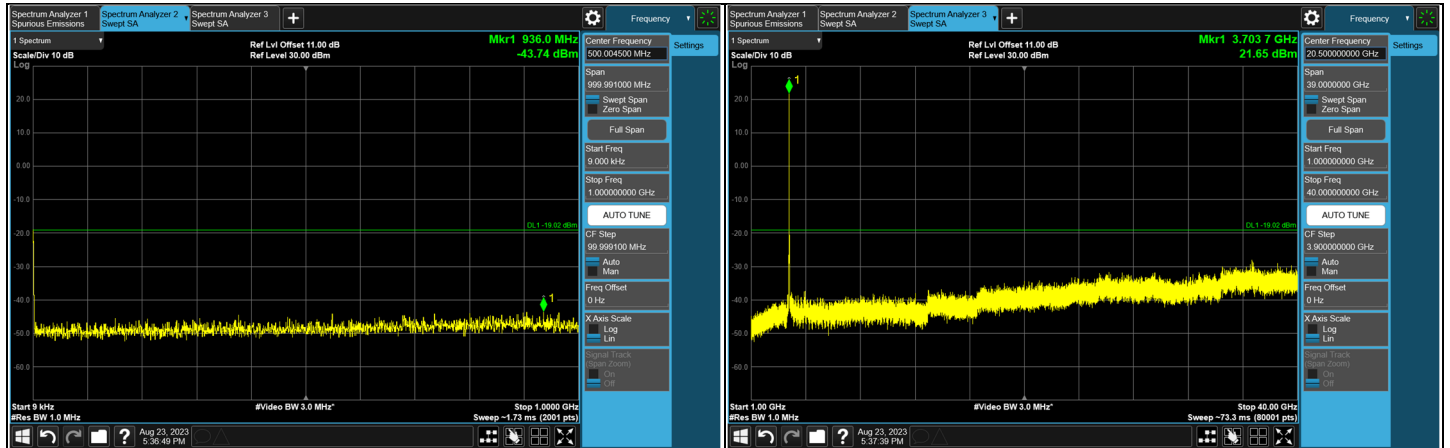 Spectrum Analyzer 1
Spurious Emissions
Spectrum Analyzer 2
Swept SA
Spectrum Analyzer 3
Swept SA
+
Frequency
1 Spectrum
Scale/Div 10 dB
Log
Ref Lvl Offset 11.00 dB
Ref Level 30.00 dBm
Mkr1 936.0 MHz
-43.74 dBm
1
20.0
10.0
0.00
-10.0
-20.0
-30.0
-40.0
-50.0
-60.0
DL1 -19.02 dBm
1
Start 9 kHz
#Res BW 1.0 MHz
#Video BW 3.0 MHz*
Stop 1.0000 GHz
Sweep ~1.73 ms (2001 pts)
Center Frequency
500.004500 MHz
Settings
Span
999.991000 MHz
Swept Span
Zero Span
Full Span
Start Freq
9.000 kHz
Stop Freq
1.000000000 GHz
AUTO TUNE
CF Step
99.999100 MHz
Auto
Man
Freq Offset
0 Hz
X Axis Scale
Log
Lin
Signal Track
(Span Zoom)
On
Off
?
Aug 23, 2023
5:36:49 PM
Spectrum Analyzer 1
Spurious Emissions
Spectrum Analyzer 2
Swept SA
Spectrum Analyzer 3
Swept SA
+
Frequency
1 Spectrum
Scale/Div 10 dB
Log
Ref Lvl Offset 11.00 dB
Ref Level 30.00 dBm
Mkr1 3.703 7 GHz
21.65 dBm
1
20.0
10.0
0.00
-10.0
-20.0
-30.0
-40.0
-50.0
-60.0
DL1 -19.02 dBm
Start 1.00 GHz
#Res BW 1.0 MHz
#Video BW 3.0 MHz*
Stop 40.00 GHz
Sweep ~73.3 ms (80001 pts)
Center Frequency
20.500000000 GHz
Settings
Span
39.0000000 GHz
Swept Span
Zero Span
Full Span
Start Freq
1.000000000 GHz
Stop Freq
40.000000000 GHz
AUTO TUNE
CF Step
3.900000000 GHz
Auto
Man
Freq Offset
0 Hz
X Axis Scale
Log
Lin
Signal Track
(Span Zoom)
On
Off
?
Aug 23, 2023
5:37:39 PM